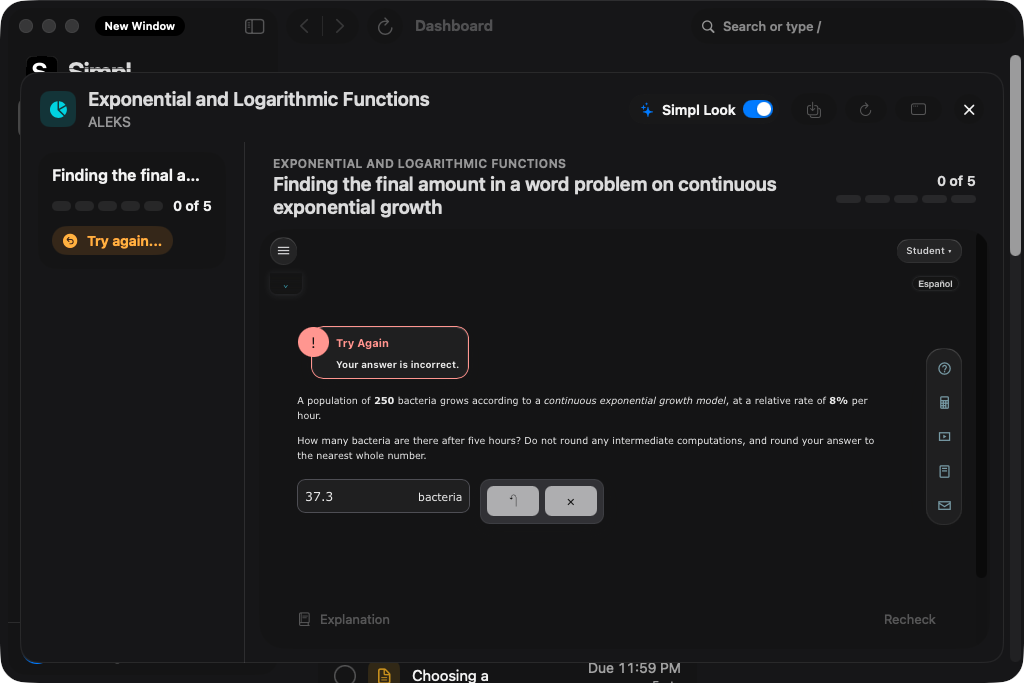 New Window
Dashboard
Search or type /
Simpl
Exponential and Logarithmic Functions
ALEKS
Simpl Look
Finding the final a...
0 of 5
Try again...
EXPONENTIAL AND LOGARITHMIC FUNCTIONS
Finding the final amount in a word problem on continuous
exponential growth
0 of 5
Student
Español
!
Try Again
Your answer is incorrect.
A population of 250 bacteria grows according to a continuous exponential growth model, at a relative rate of 8% per
hour.
How many bacteria are there after five hours? Do not round any intermediate computations, and round your answer to
the nearest whole number.
37.3 bacteria
Explanation
Recheck
Choosing a
Due 11:59 PM